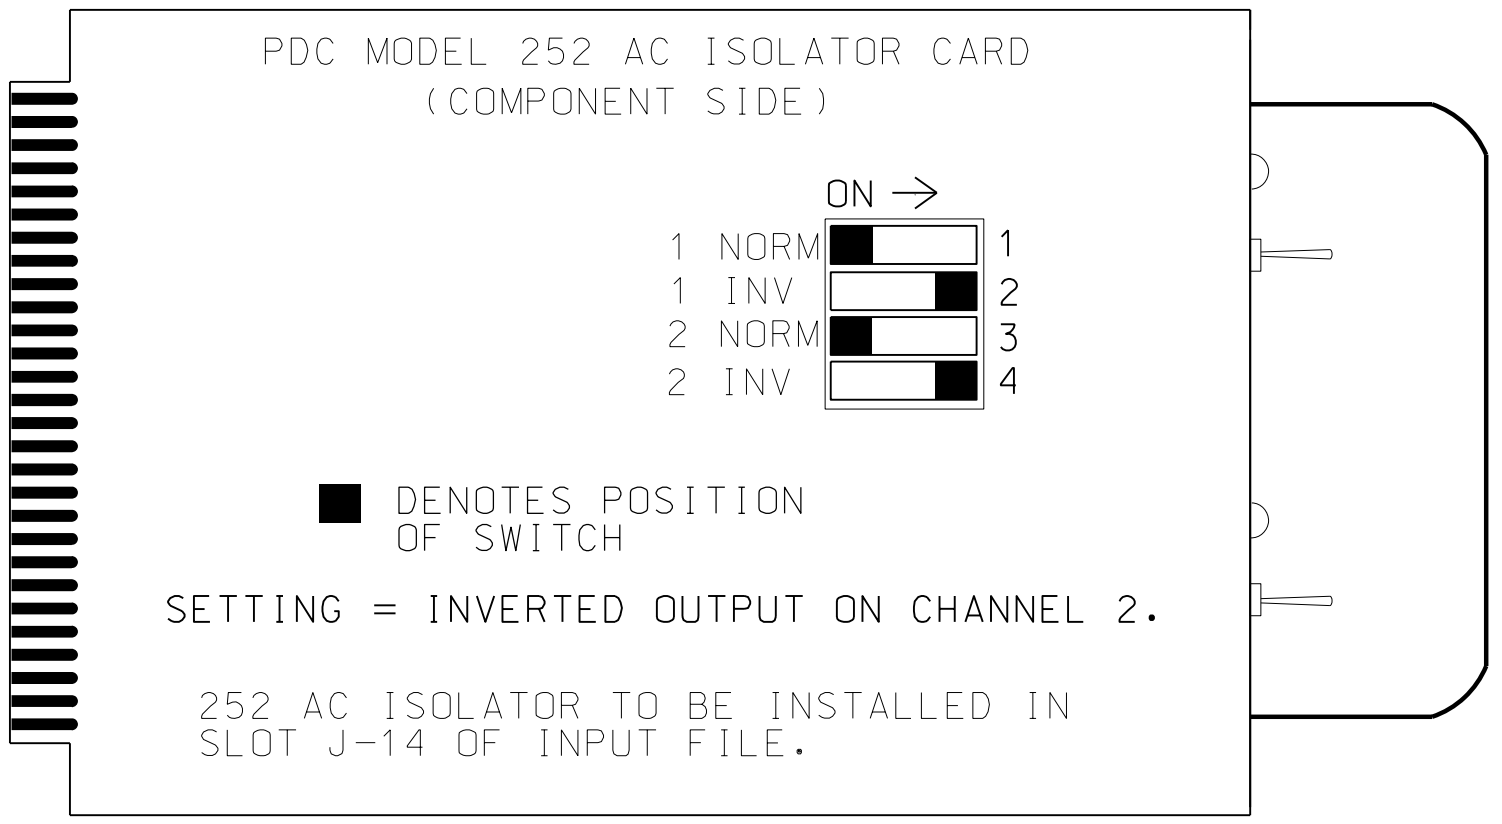 PDC MODEL 252 AC ISOLATOR CARD
(COMPONENT SIDE)
ON →
1 NORM 1
1 INV 2
2 NORM 3
2 INV 4
DENOTES POSITION
OF SWITCH
SETTING = INVERTED OUTPUT ON CHANNEL 2.
252 AC ISOLATOR TO BE INSTALLED IN
SLOT J-14 OF INPUT FILE.